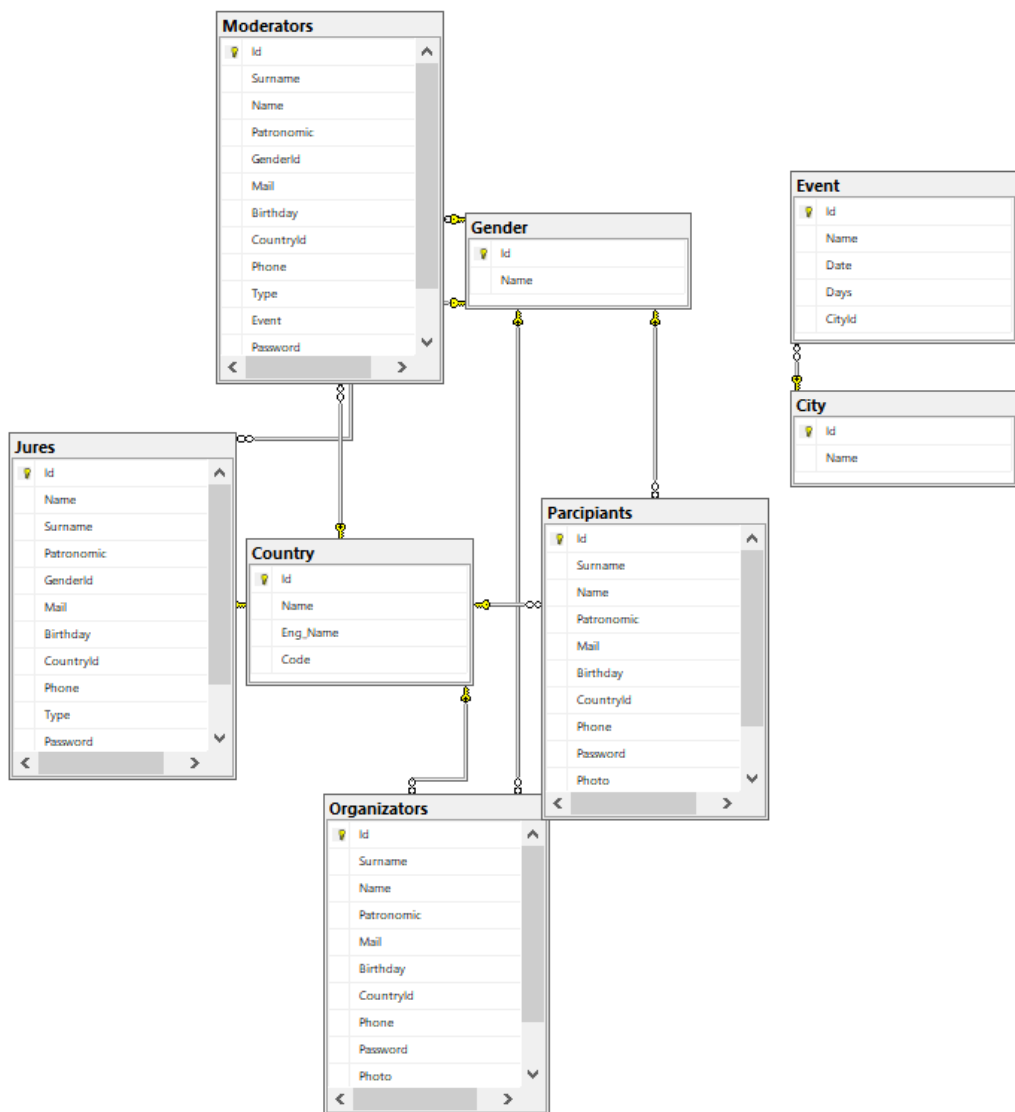 Moderators
Id
Surname
Name
Patronomic
GenderId
Mail
Birthday
CountryId
Phone
Type
Event
Password
Gender
Id
Name
Event
Id
Name
Date
Days
CityId
City
Id
Name
Jures
Id
Name
Surname
Patronomic
GenderId
Mail
Birthday
CountryId
Phone
Type
Password
Country
Id
Name
Eng_Name
Code
Parcipiants
Id
Surname
Name
Patronomic
Mail
Birthday
CountryId
Phone
Password
Photo
Organizators
Id
Surname
Name
Patronomic
Mail
Birthday
CountryId
Phone
Password
Photo